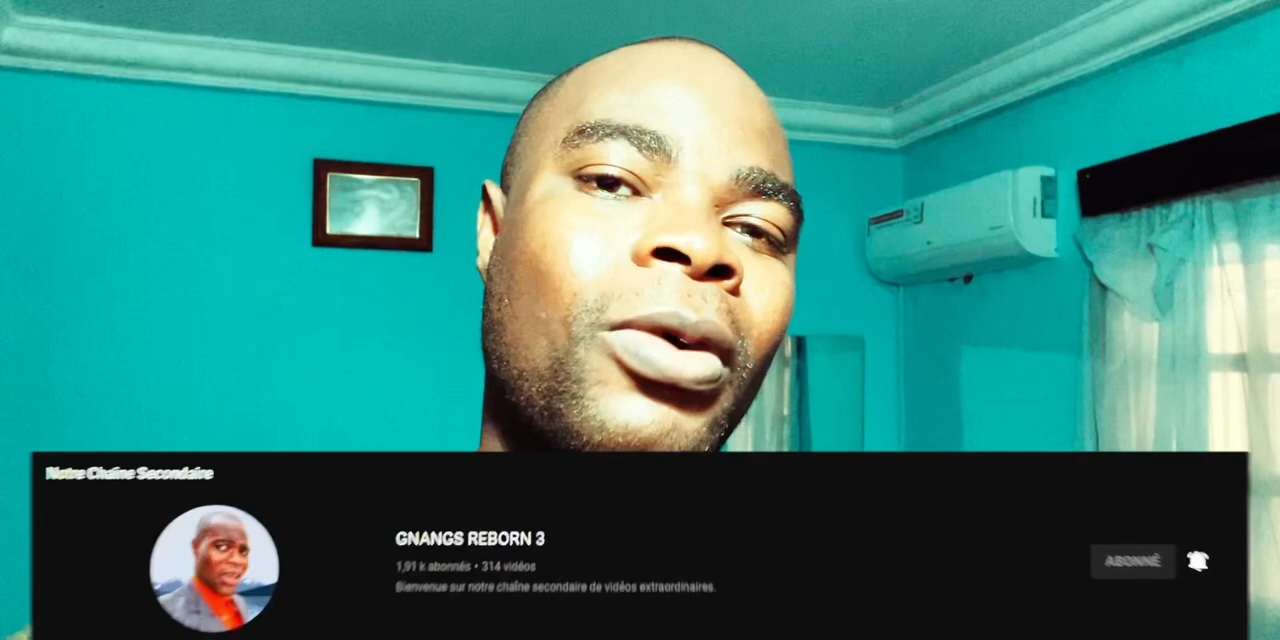 Notre Chaîne Secondaire
GNANGS REBORN 3
1,91 k abonnés • 314 vidéos
Bienvenue sur notre chaîne secondaire de vidéos extraordinaires.
ABONNÉ